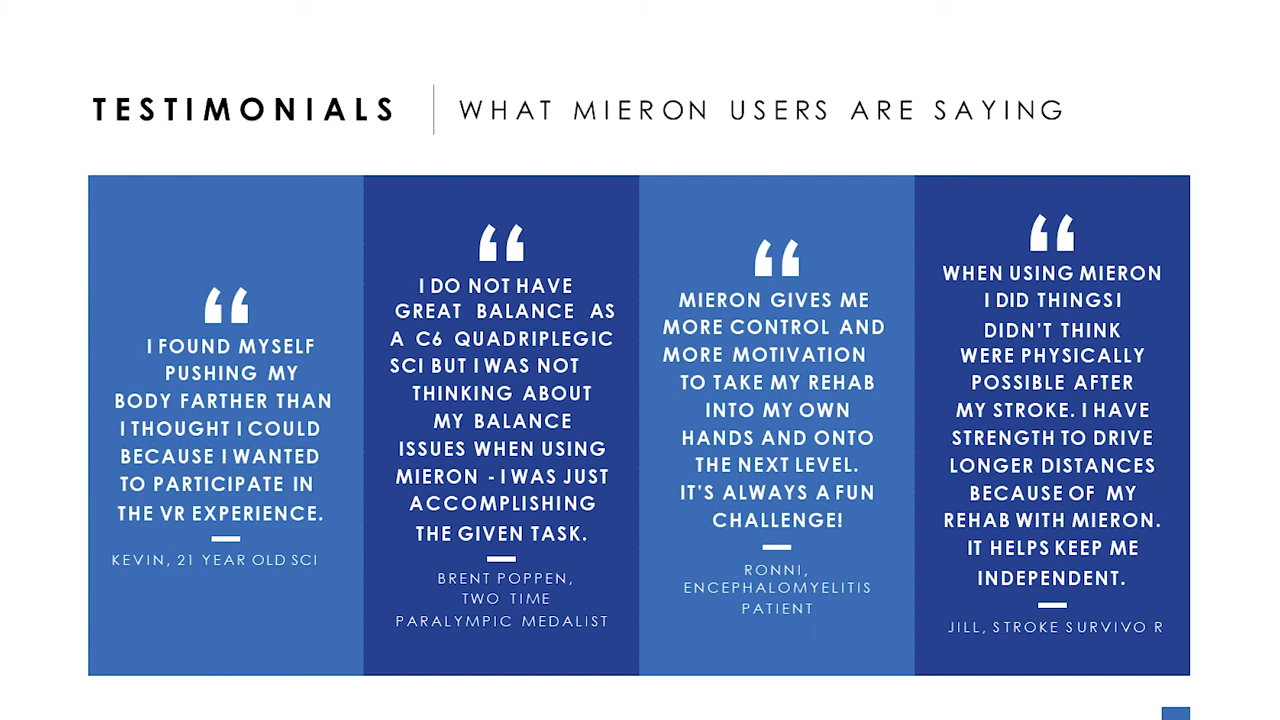 TESTIMONIALS
WHAT MIERON USERS ARE SAYING
“
I FOUND MYSELF
PUSHING MY
BODY FARTHER THAN
I THOUGHT I COULD
BECAUSE I WANTED
TO PARTICIPATE IN
THE VR EXPERIENCE.
KEVIN, 21 YEAR OLD SCI
“
I DO NOT HAVE
GREAT BALANCE AS
A C6 QUADRIPLEGIC
SCI BUT I WAS NOT
THINKING ABOUT
MY BALANCE
ISSUES WHEN USING
MIERON - I WAS JUST
ACCOMPLISHING
THE GIVEN TASK.
BRENT POPPEN,
TWO TIME
PARALYMPIC MEDALIST
“
MIERON GIVES ME
MORE CONTROL AND
MORE MOTIVATION
TO TAKE MY REHAB
INTO MY OWN
HANDS AND ONTO
THE NEXT LEVEL.
IT’S ALWAYS A FUN
CHALLENGE!
RONNI,
ENCEPHALOMYELITIS
PATIENT
“
WHEN USING MIERON
I DID THINGS I
DIDN’T THINK
WERE PHYSICALLY
POSSIBLE AFTER
MY STROKE. I HAVE
STRENGTH TO DRIVE
LONGER DISTANCES
BECAUSE OF MY
REHAB WITH MIERON.
IT HELPS KEEP ME
INDEPENDENT.
JILL, STROKE SURVIVO R